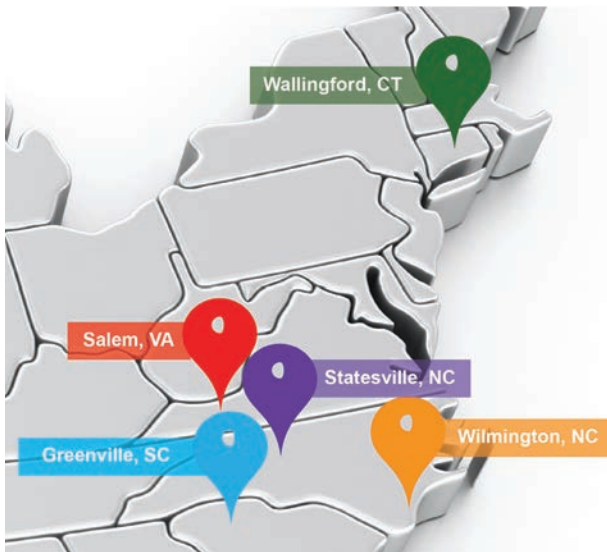 Wallingford, CT
Salem, VA
Statesville, NC
Greenville, SC
Wilmington, NC